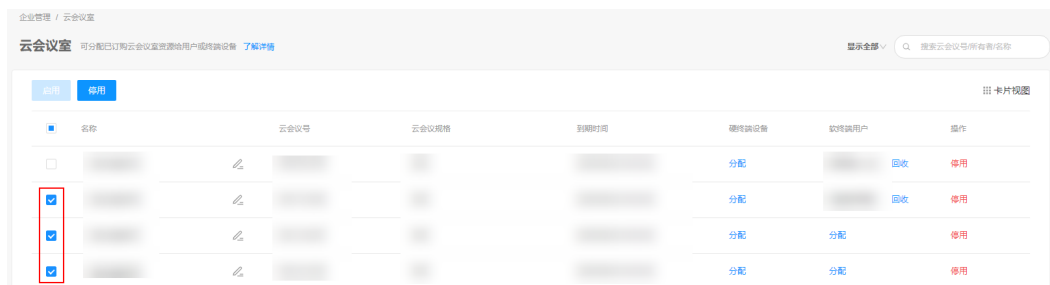 企业管理 / 云会议室
云会议室 可分配已订购云会议室资源给用户或终端设备 了解详情 显示全部 搜索云会议号/所有者/名称
启用 停用 卡片视图
名称 云会议号 云会议规格 到期时间 硬终端设备 软终端用户 操作
分配 回收 停用
分配 回收 停用
分配 分配 停用
分配 分配 停用